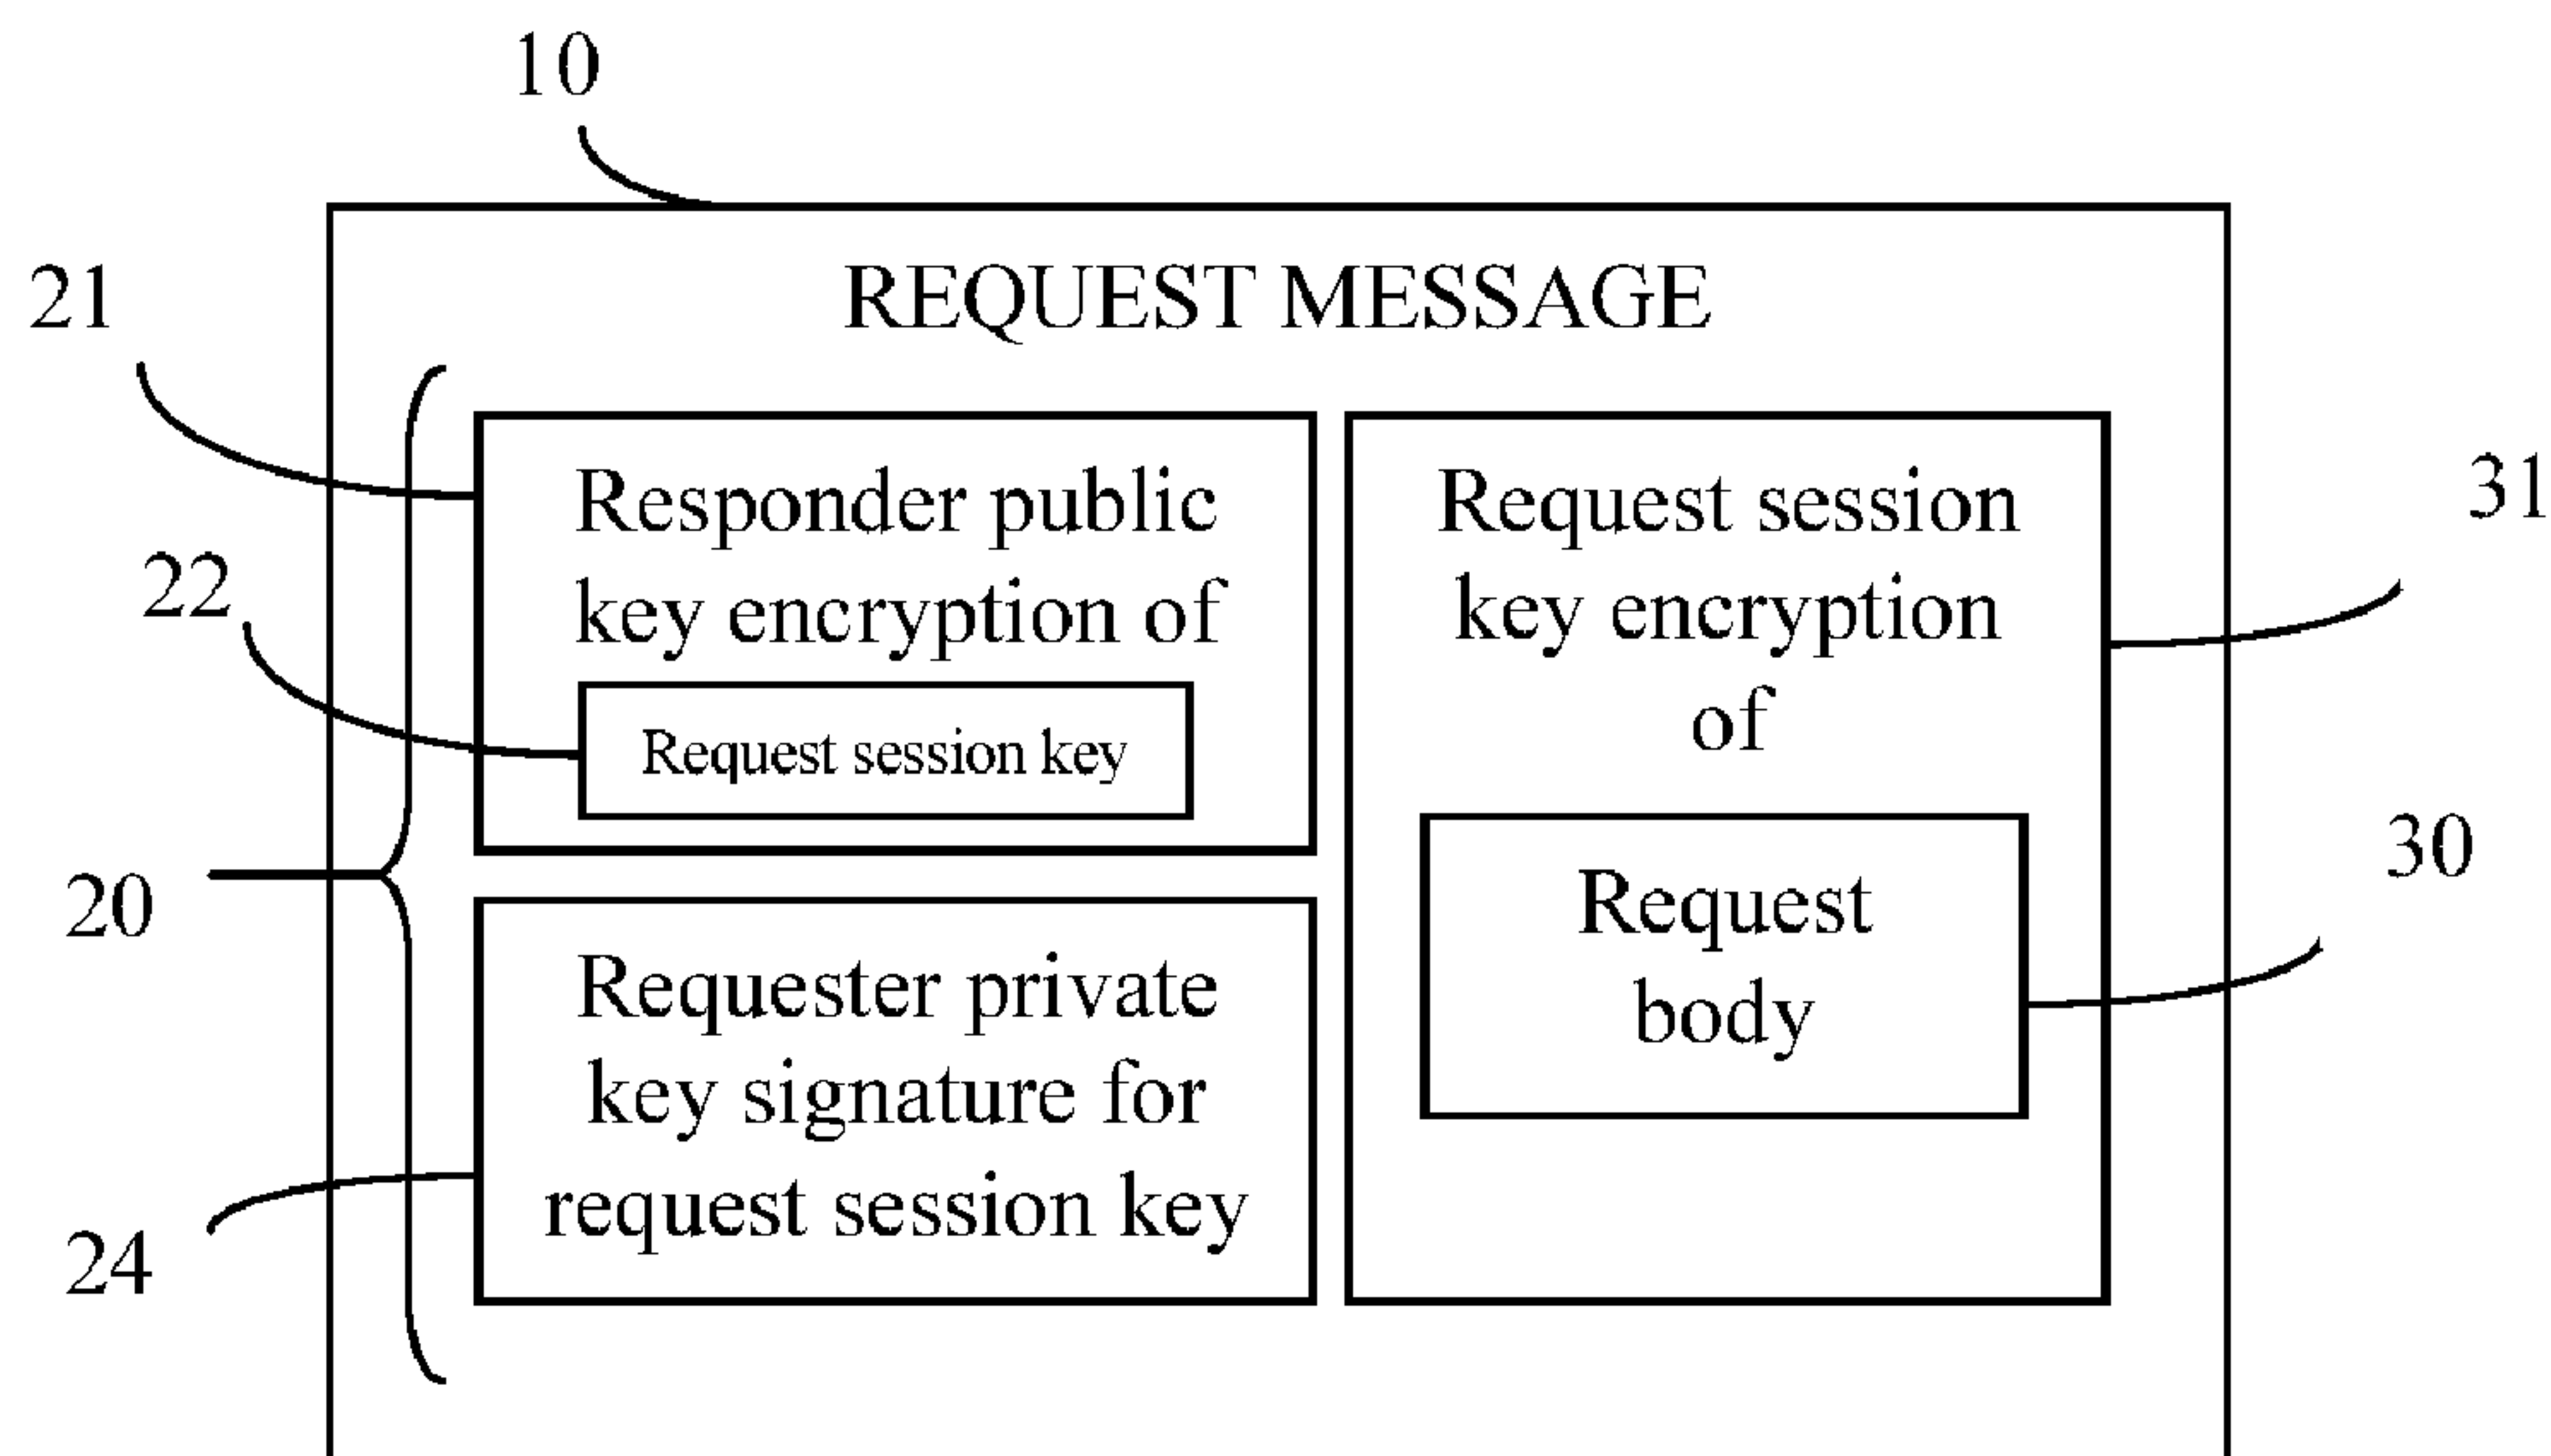 10
REQUEST MESSAGE
21
Responder public
key encryption of
22
Request session key
20
Requester private
key signature for
request session key
24
Request session
key encryption
of
31
Request
body
30